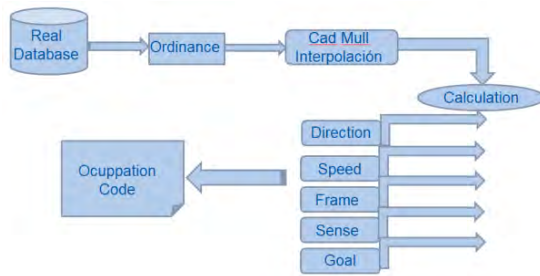 Real
Database
Ordinance
Cad Mull
Interpolación
Calculation
Direction
Speed
Frame
Sense
Goal
Ocuppation
Code